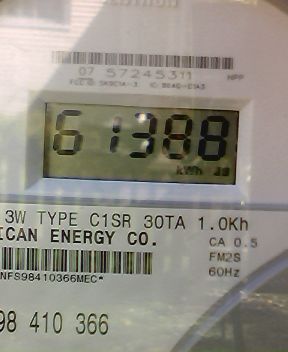 07 57245311 NPP
61388
kWh
3W TYPE C1SR 30TA 1.0Kh
ICAN ENERGY CO.
CA 0.5
FM2S
60Hz
NFS98410366MEC*
98 410 366